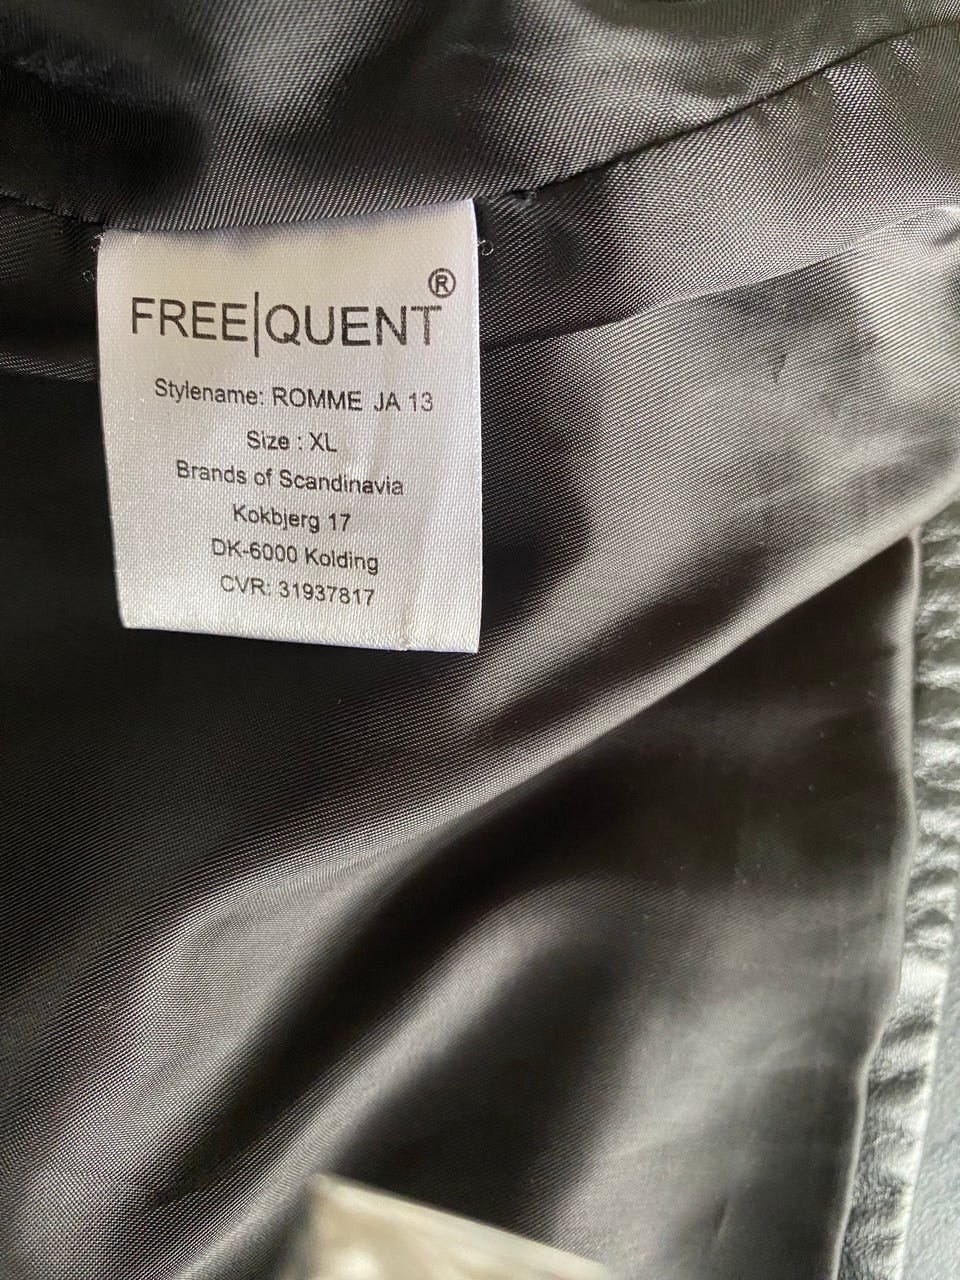 FREE|QUENT®
Stylename: ROMME JA 13
Size : XL
Brands of Scandinavia
Kokbjerg 17
DK-6000 Kolding
CVR: 31937817